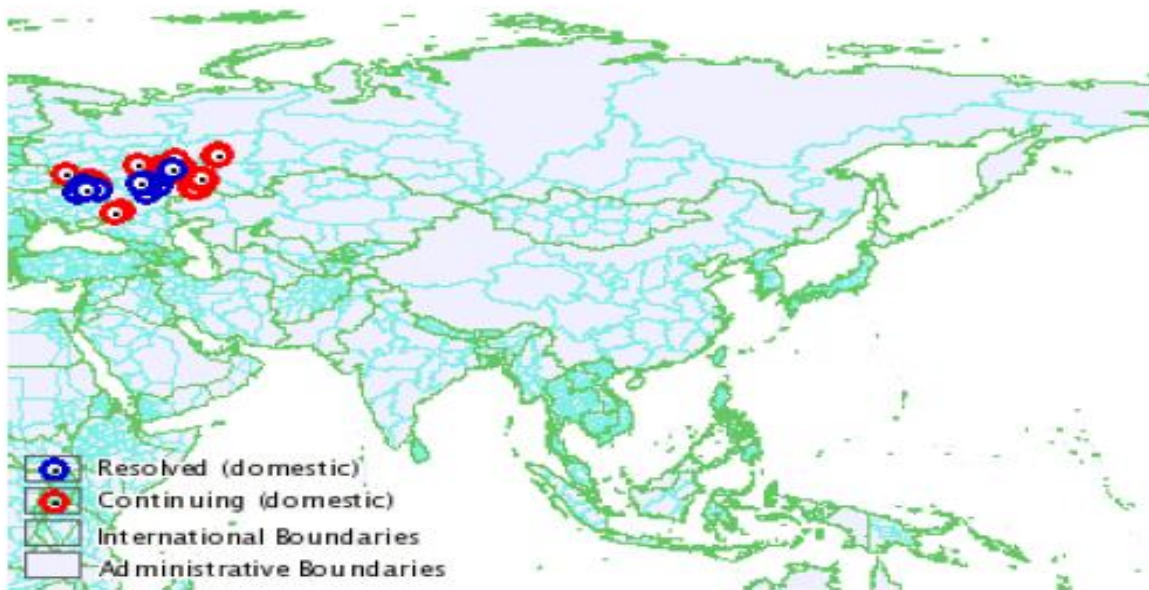 Resolved (domestic)
Continuing (domestic)
International Boundaries
Administrative Boundaries